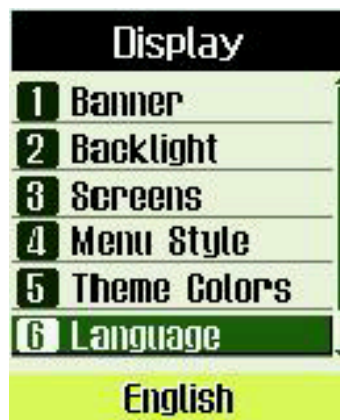 Display
1 Banner
2 Backlight
3 Screens
4 Menu Style
5 Theme Colors
6 Language
English